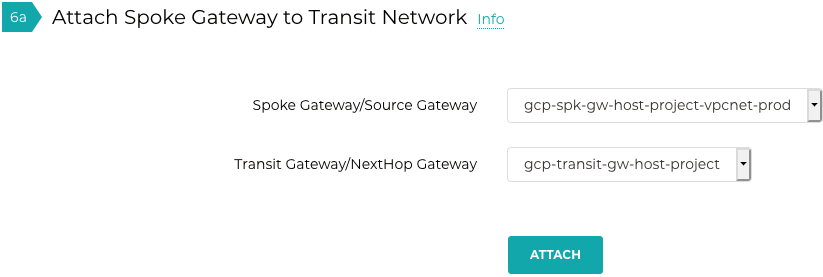 6a Attach Spoke Gateway to Transit Network Info
Spoke Gateway/Source Gateway gcp-spk-gw-host-project-vpcnet-prod
Transit Gateway/NextHop Gateway gcp-transit-gw-host-project
ATTACH